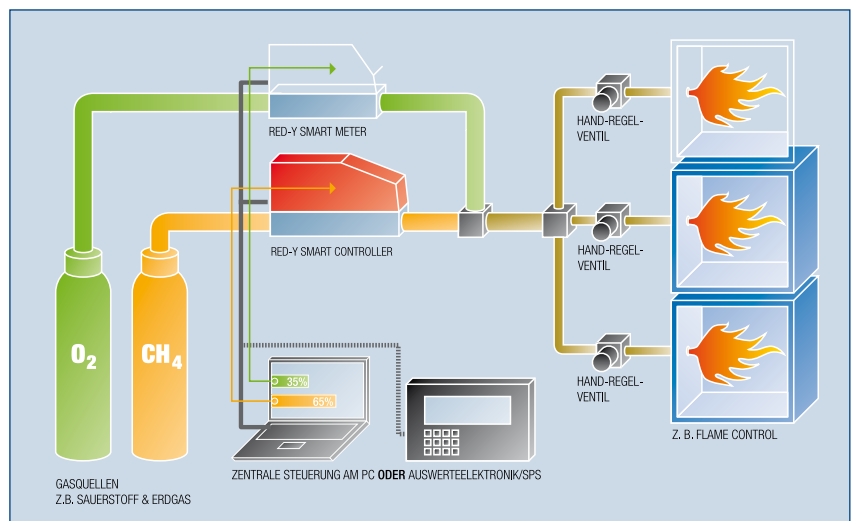 RED-Y SMART METER
HAND-REGEL-
VENTIL
RED-Y SMART CONTROLLER
HAND-REGEL-
VENTIL
O2
CH4
35%
65%
HAND-REGEL-
VENTIL
Z. B. FLAME CONTROL
ZENTRALE STEUERUNG AM PC ODER AUSWERTEELEKTRONIK/SPS
GASQUELLEN
Z.B. SAUERSTOFF & ERDGAS